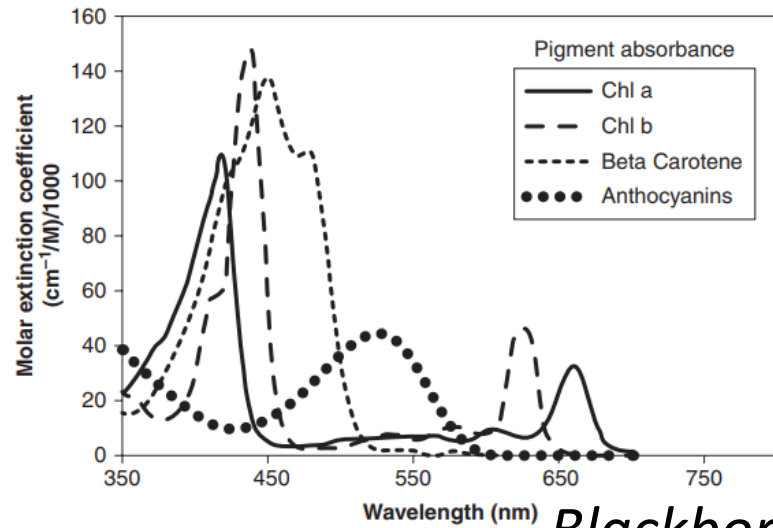 160
140
120
100
80
60
40
20
0
Molar extinction coefficient
(cm⁻¹/M)/1000
Pigment absorbance
Chl a
Chl b
Beta Carotene
Anthocyanins
350
450
550
650
750
Wavelength (nm)